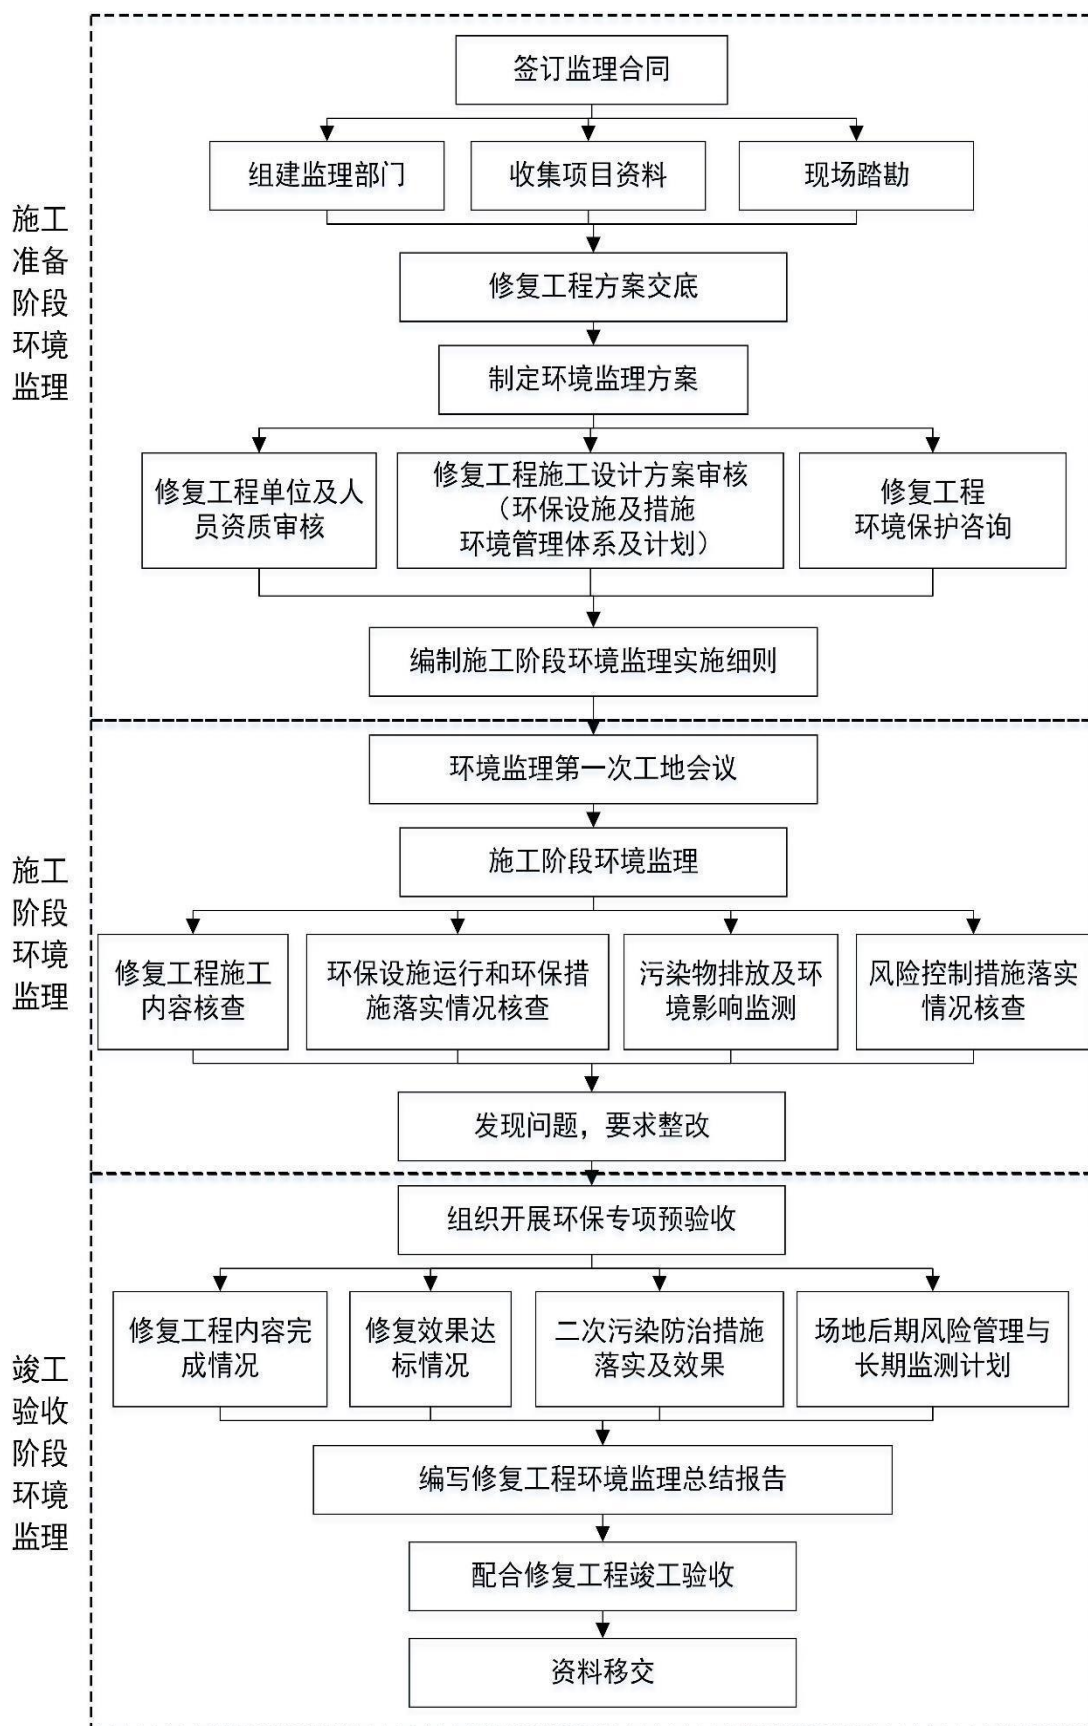 签订监理合同
组建监理部门
收集项目资料
现场踏勘
修复工程方案交底
制定环境监理方案
修复工程单位及人
员资质审核
修复工程施工设计方案审核
（环保设施及措施
环境管理体系及计划）
修复工程
环境保护咨询
编制施工阶段环境监理实施细则
施工
准备
阶段
环境
监理
环境监理第一次工地会议
施工阶段环境监理
修复工程施工
内容核查
环保设施运行和环保措
施落实情况核查
污染物排放及环
境影响监测
风险控制措施落实
情况核查
发现问题，要求整改
施工
阶段
环境
监理
组织开展环保专项预验收
修复工程内容完
成情况
修复效果达
标情况
二次污染防治措施
落实及效果
场地后期风险管理与
长期监测计划
编写修复工程环境监理总结报告
配合修复工程竣工验收
资料移交
竣工
验收
阶段
环境
监理